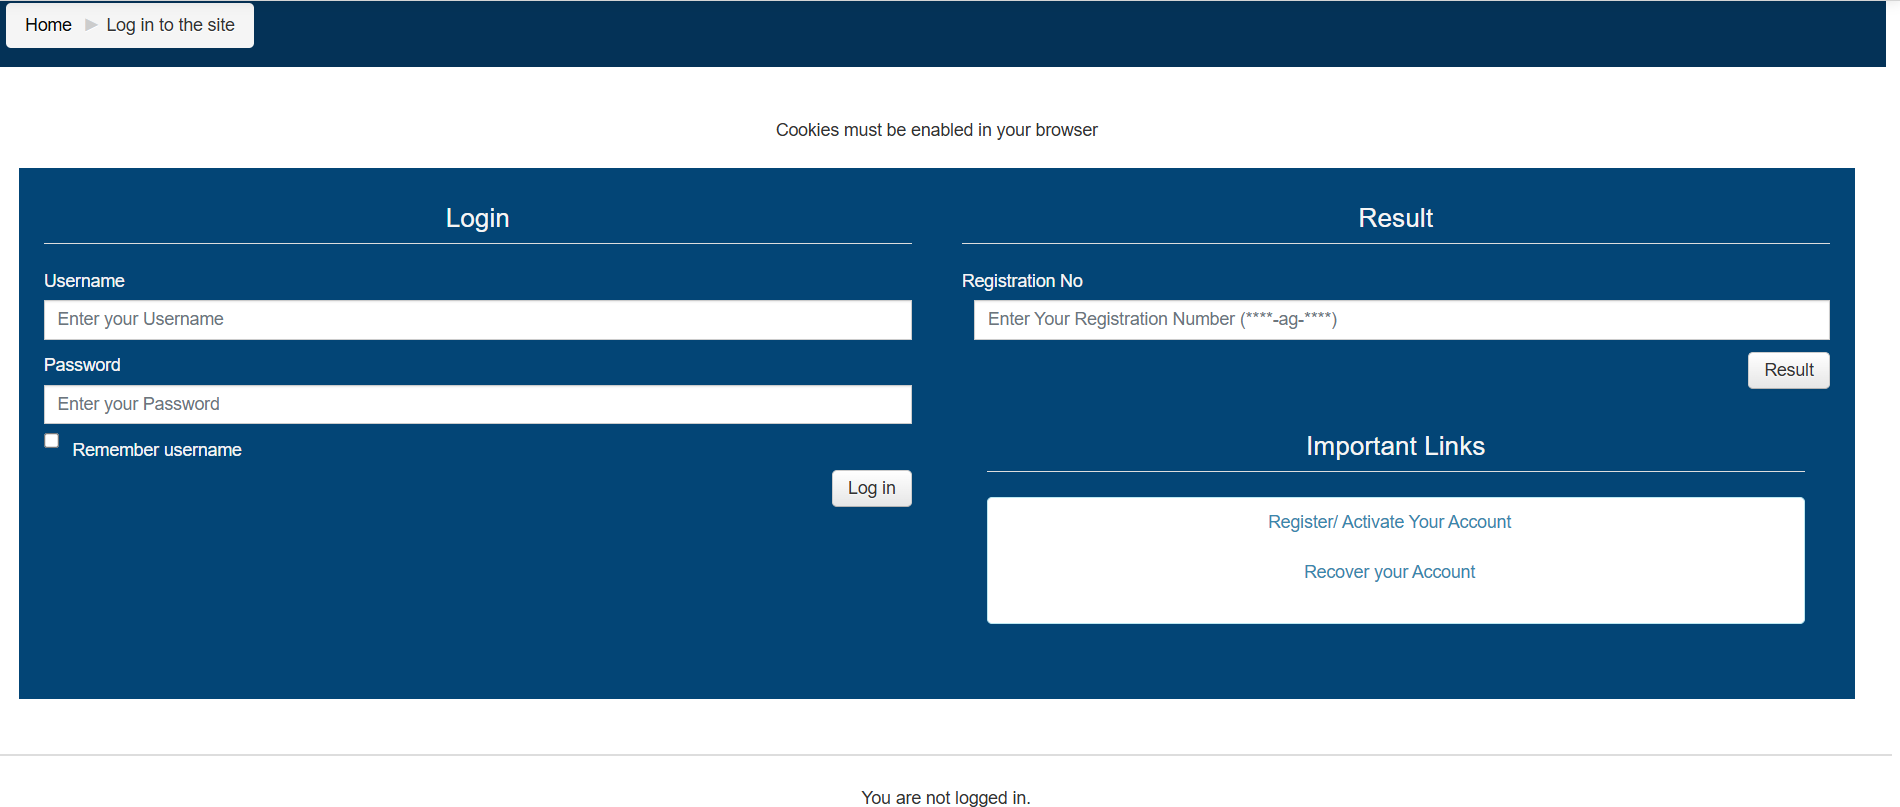 Home ▶ Log in to the site
Cookies must be enabled in your browser
Login
Username
Enter your Username
Password
Enter your Password
Remember username
Log in
Result
Registration No
Enter Your Registration Number (****-ag-****)
Result
Important Links
Register/ Activate Your Account
Recover your Account
You are not logged in.